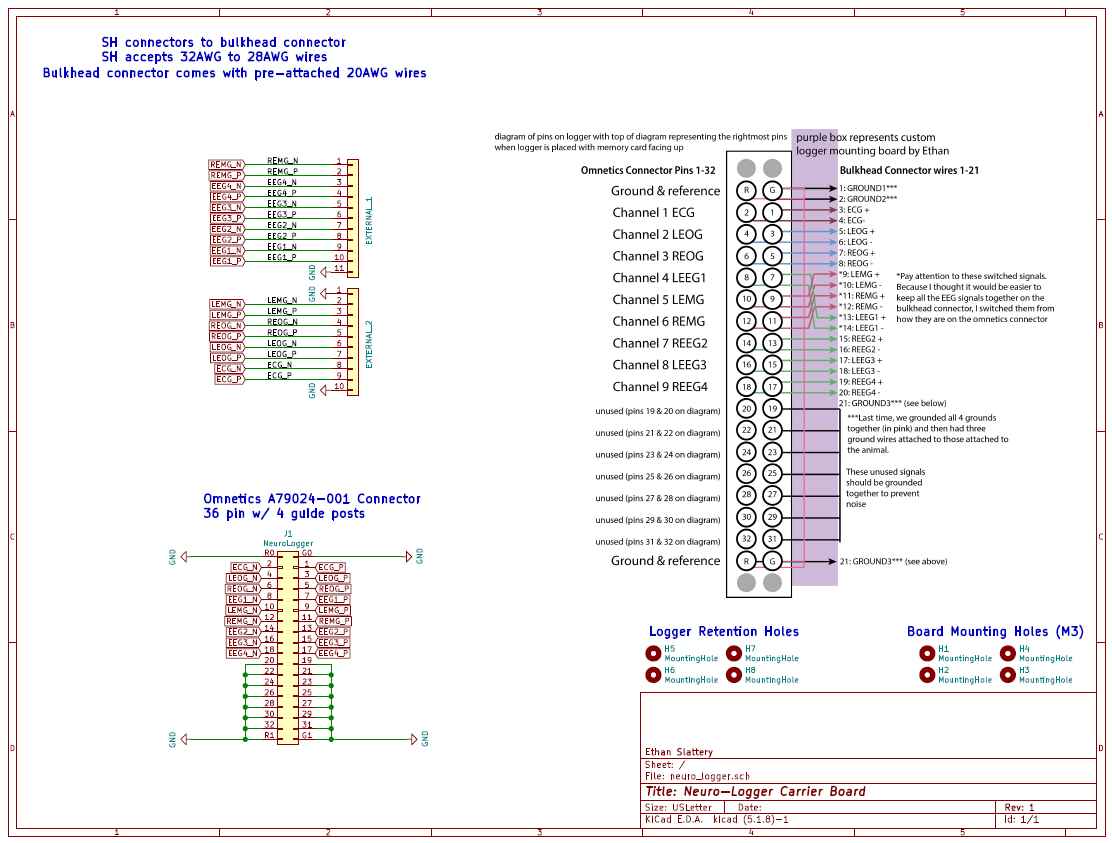 1
2
3
4
5
SH connectors to bulkhead connector
SH accepts 32AWG to 28AWG wires
Bulkhead connector comes with pre-attached 20AWG wires
A
A
REMG_N REMG_N 1
REMG_P REMG_P 2
EEG4_N EEG4_N 3
EEG4_P EEG4_P 4
EEG3_N EEG3_N 5
EEG3_P EEG3_P 6
EEG2_N EEG2_N 7
EEG2_P EEG2_P 8
EEG1_N EEG1_N 9
EEG1_P EEG1_P 10
GND 11
EXTERNAL_1
GND 1
LEMG_N LEMG_N 2
LEMG_P LEMG_P 3
REOG_N REOG_N 4
REOG_P REOG_P 5
LEOG_N LEOG_N 6
LEOG_P LEOG_P 7
ECG_N ECG_N 8
ECG_P ECG_P 9
GND 10
EXTERNAL_2
diagram of pins on logger with top of diagram representing the rightmost pins
when logger is placed with memory card facing up
purple box represents custom
logger mounting board by Ethan
Omnetics Connector Pins 1-32
Bulkhead Connector wires 1-21
Ground & reference R G
Channel 1 ECG 2 1
Channel 2 LEOG 4 3
Channel 3 REOG 6 5
Channel 4 LEEG1 8 7
Channel 5 LEMG 10 9
Channel 6 REMG 12 11
Channel 7 REEG2 14 13
Channel 8 LEEG3 16 15
Channel 9 REEG4 18 17
unused (pins 19 & 20 on diagram) 20 19
unused (pins 21 & 22 on diagram) 22 21
unused (pins 23 & 24 on diagram) 24 23
unused (pins 25 & 26 on diagram) 26 25
unused (pins 27 & 28 on diagram) 28 27
unused (pins 29 & 30 on diagram) 30 29
unused (pins 31 & 32 on diagram) 32 31
Ground & reference R G
1: GROUND1***
2: GROUND2***
3: ECG +
4: ECG-
5: LEOG +
6: LEOG -
7: REOG +
8: REOG -
*9: LEMG +
*10: LEMG -
*11: REMG +
*12: REMG -
*13: LEEG1 +
*14: LEEG1 -
15: REEG2 +
16: REEG2 -
17: LEEG3 +
18: LEEG3 -
19: REEG4 +
20: REEG4 -
21: GROUND3*** (see below)
*Pay attention to these switched signals.
Because I thought it would be easier to
keep all the EEG signals together on the
bulkhead connector, I switched them from
how they are on the omnetics connector
***Last time, we grounded all 4 grounds
together (in pink) and then had three
ground wires attached to those attached to
the animal.
These unused signals
should be grounded
together to prevent
noise
21: GROUND3*** (see above)
B
B
C
C
Omnetics A79024-001 Connector
36 pin w/ 4 guide posts
J1
NeuroLogger
GND R0 G0 GND
ECG_N 2 1 ECG_P
LEOG_N 4 3 LEOG_P
REOG_N 6 5 REOG_P
EEG1_N 8 7 EEG1_P
LEMG_N 10 9 LEMG_P
REMG_N 12 11 REMG_P
EEG2_N 14 13 EEG2_P
EEG3_N 16 15 EEG3_P
EEG4_N 18 17 EEG4_P
20 19
22 21
24 23
26 25
28 27
30 29
32 31
GND R1 G1 GND
Logger Retention Holes
H5 MountingHole
H7 MountingHole
H6 MountingHole
H8 MountingHole
Board Mounting Holes (M3)
H1 MountingHole
H4 MountingHole
H2 MountingHole
H3 MountingHole
D
D
Ethan Slattery
Sheet: /
File: neuro_logger.sch
Title: Neuro-Logger Carrier Board
Size: USLetter Date: Rev: 1
KiCad E.D.A. kicad (5.1.8)-1 Id: 1/1
1
2
3
4
5